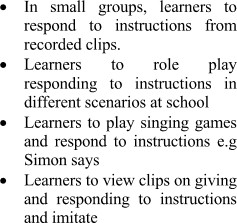 • In small groups, learners to
respond to instructions from
recorded clips.
• Learners to role play
responding to instructions in
different scenarios at school
• Learners to play singing games
and respond to instructions e.g
Simon says
• Learners to view clips on giving
and responding to instructions
and imitate